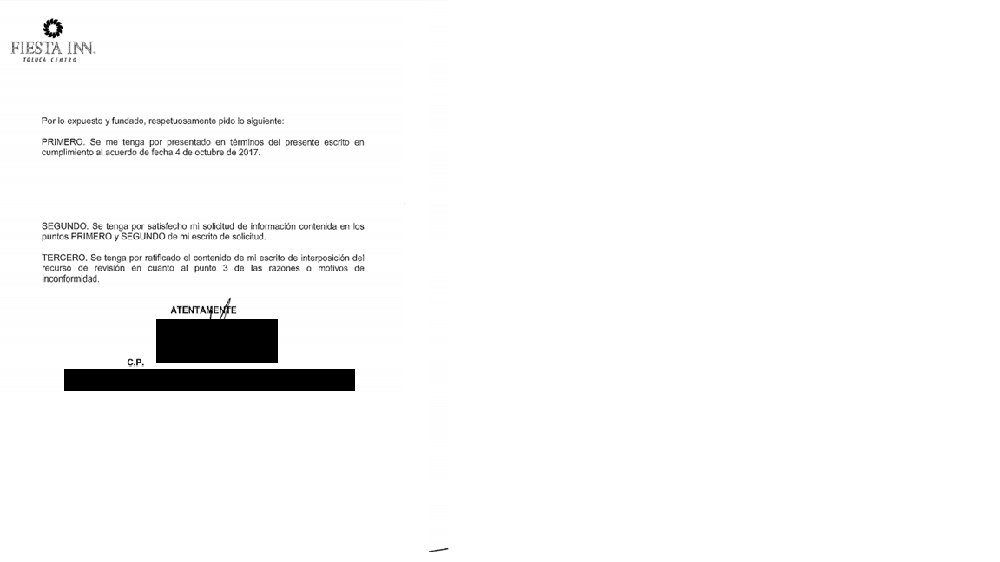 FIESTA INN.
TOLUCA CENTRO
Por lo expuesto y fundado, respetuosamente pido lo siguiente:
PRIMERO. Se me tenga por presentado en términos del presente escrito en
cumplimiento al acuerdo de fecha 4 de octubre de 2017.
SEGUNDO. Se tenga por satisfecho mi solicitud de información contenida en los
puntos PRIMERO y SEGUNDO de mi escrito de solicitud.
TERCERO. Se tenga por ratificado el contenido de mi escrito de interposición del
recurso de revisión en cuanto al punto 3 de las razones o motivos de
inconformidad.
ATENTAMENTE
C.P.